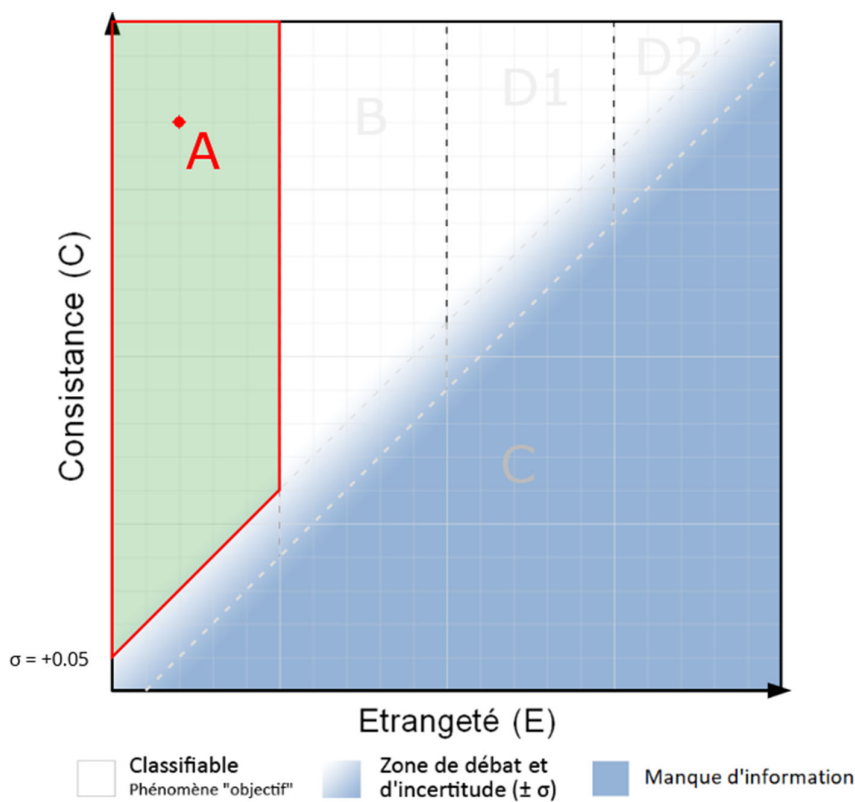 D2
D1
B
A
Consistance (C)
C
σ = +0.05
Etrangeté (E)
Classifiable
Phénomène "objectif"
Zone de débat et
d'incertitude (± σ)
Manque d'information